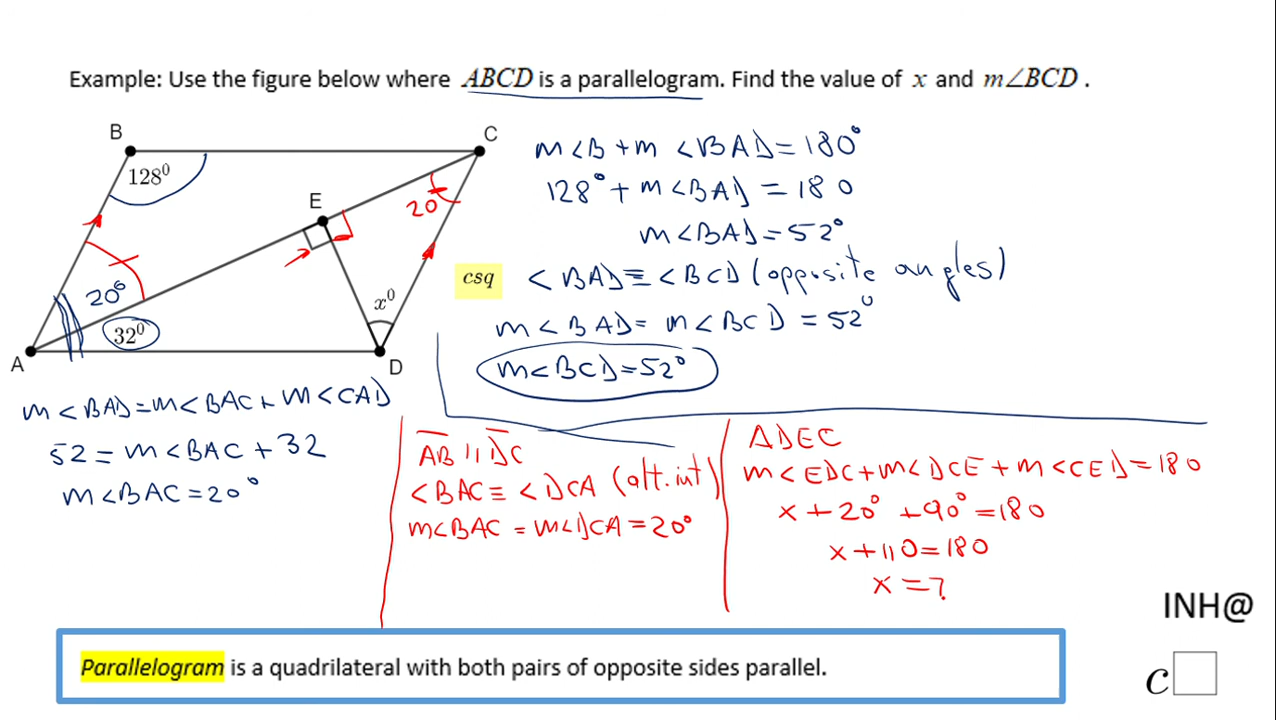 Example: Use the figure below where ABCD is a parallelogram. Find the value of x and m∠BCD .
B
C
128⁰
E
20°
20
csq
x⁰
32⁰
A
D
m<B + m<BAD = 180°
128° + m<BAD = 180
m<BAD = 52°
<BAD ≅ <BCD (opposite angles)
m<BAD = m<BCD = 52°
m<BCD = 52°
m<BAD = m<BAC + m<CAD
52 = m<BAC + 32
m<BAC = 20°
AB || DC
<BAC ≅ <DCA (alt. int)
m<BAC = m<DCA = 20°
ΔDEC
m<EDC + m<DCE + m<CED = 180
x + 20° + 90° = 180
x + 110 = 180
x = ?
INH@
Parallelogram is a quadrilateral with both pairs of opposite sides parallel.
c